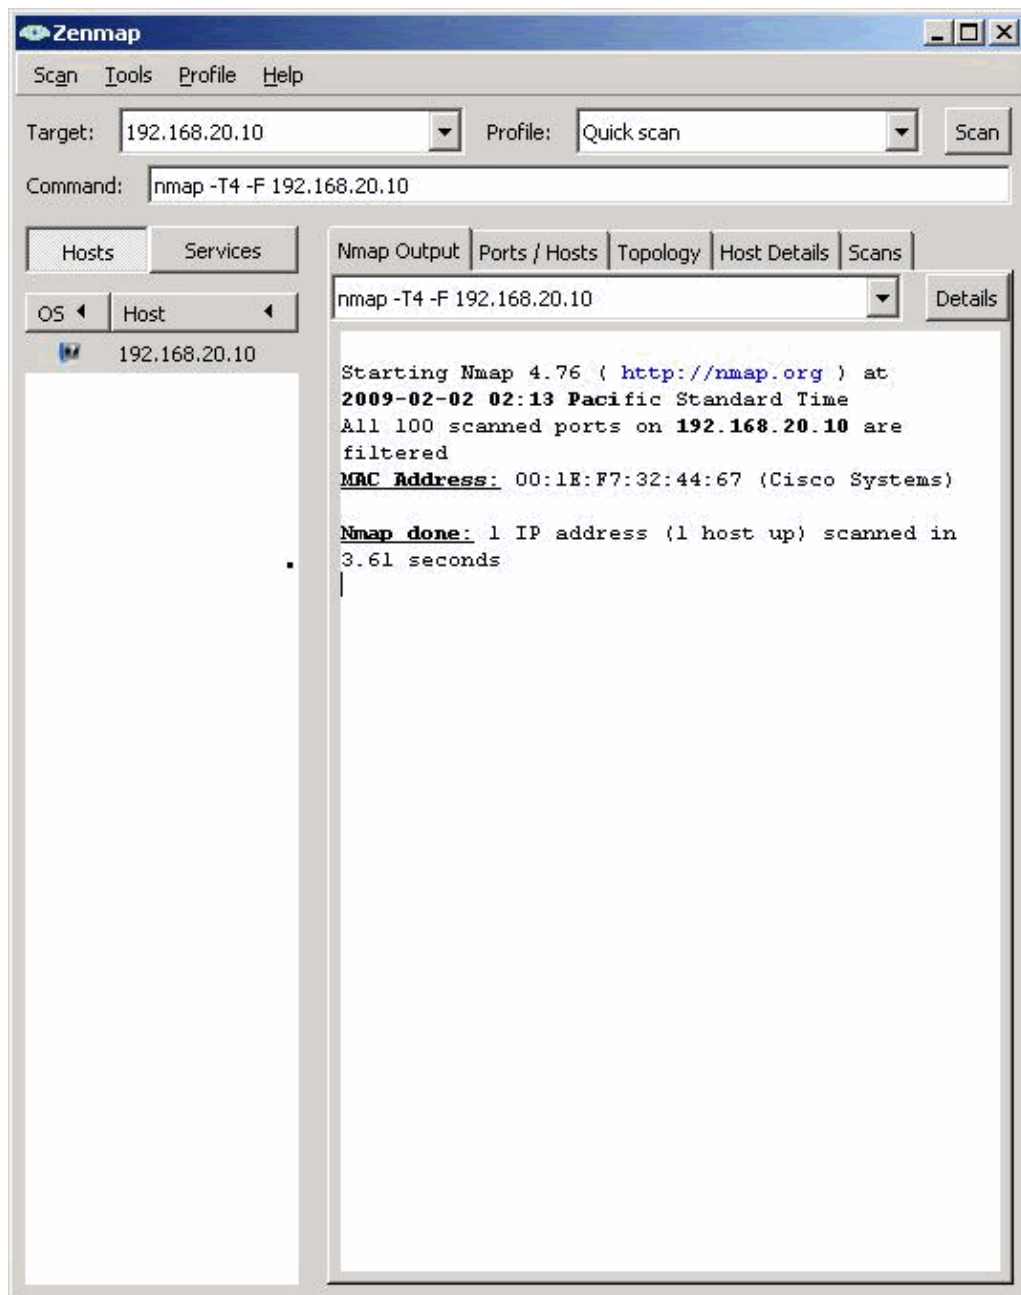 Zenmap
Scan Tools Profile Help
Target: 192.168.20.10 Profile: Quick scan Scan
Command: nmap -T4 -F 192.168.20.10
Hosts Services
Nmap Output Ports / Hosts Topology Host Details Scans
nmap -T4 -F 192.168.20.10 Details
OS Host
192.168.20.10
Starting Nmap 4.76 ( http://nmap.org ) at
2009-02-02 02:13 Pacific Standard Time
All 100 scanned ports on 192.168.20.10 are
filtered
MAC Address: 00:1E:F7:32:44:67 (Cisco Systems)
Nmap done: 1 IP address (1 host up) scanned in
3.61 seconds